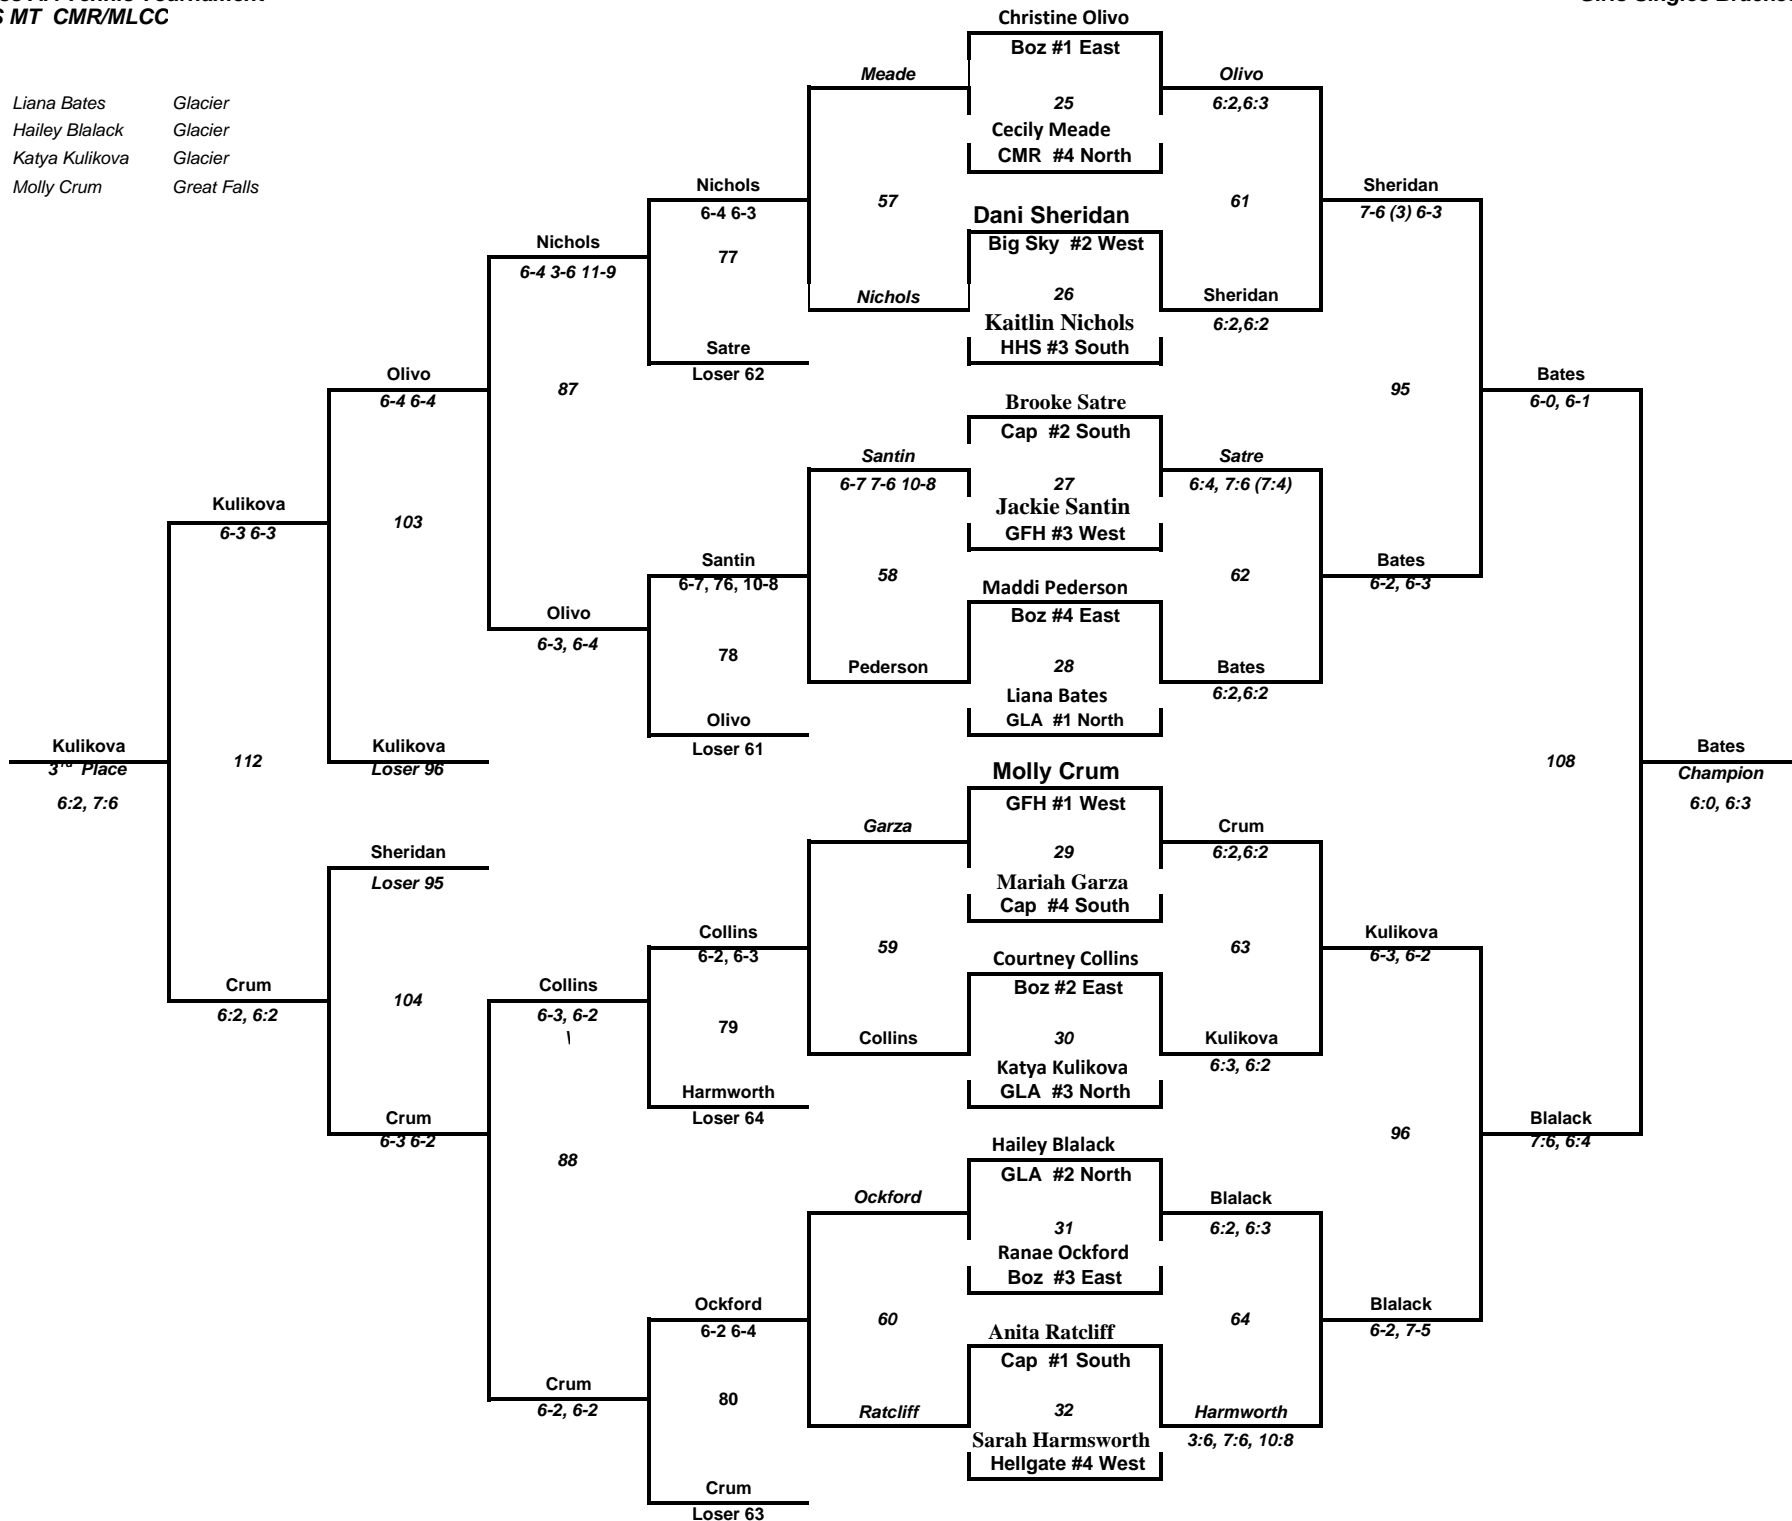 S MT  CMR/MLCC
Christine Olivo
Boz #1 East
Meade
Olivo
Liana Bates Glacier
25
6:2,6:3
Hailey Blalack Glacier
Cecily Meade
Katya Kulikova Glacier
CMR  #4 North
Molly Crum Great Falls
Nichols
Sheridan
6-4 6-3
57
Dani Sheridan
61
7-6 (3) 6-3
Nichols
Big Sky  #2 West
6-4 3-6 11-9
77
Nichols
26
Sheridan
Kaitlin Nichols
6:2,6:2
Satre
HHS #3 South
Olivo
Loser 62
Bates
6-4 6-4
87
Brooke Satre
95
6-0, 6-1
Cap  #2 South
Santin
Satre
6-7 7-6 10-8
27
6:4, 7:6 (7:4)
Kulikova
Jackie Santin
6-3 6-3
103
GFH #3 West
Santin
Bates
6-7, 76, 10-8
58
Maddi Pederson
62
6-2, 6-3
Olivo
Boz #4 East
6-3, 6-4
78
Pederson
28
Bates
Liana Bates
6:2,6:2
Olivo
GLA  #1 North
Kulikova
Kulikova
Loser 61
Bates
3rd Place
112
Loser 96
Molly Crum
108
Champion
6:2, 7:6
GFH #1 West
6:0, 6:3
Garza
Crum
Sheridan
29
6:2,6:2
Loser 95
Mariah Garza
Cap  #4 South
Collins
Kulikova
6-2, 6-3
59
Courtney Collins
63
6-3, 6-2
Crum
Collins
Boz #2 East
6:2, 6:2
104
6-3, 6-2
79
\
Collins
30
Kulikova
Katya Kulikova
6:3, 6:2
Harmworth
GLA  #3 North
Crum
Loser 64
Blalack
6-3 6-2
88
Hailey Blalack
96
7:6, 6:4
GLA  #2 North
Ockford
Blalack
31
6:2, 6:3
Ranae Ockford
Boz  #3 East
Ockford
Blalack
6-2 6-4
60
Anita Ratcliff
64
6-2, 7-5
Cap  #1 South
Crum
6-2, 6-2
80
Ratcliff
32
Harmworth
Sarah Harmsworth
3:6, 7:6, 10:8
Hellgate #4 West
Crum
Loser 63